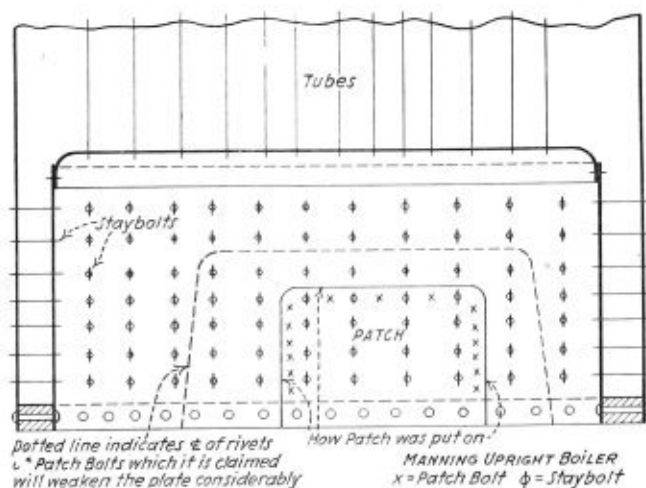 Tubes
Staybolts
PATCH
Dotted line indicates ℄ of rivets
How Patch was put on
Patch Bolts which it is claimed
will weaken the plate considerably
MANNING UPRIGHT BOILER
x = Patch Bolt ϕ = Staybolt